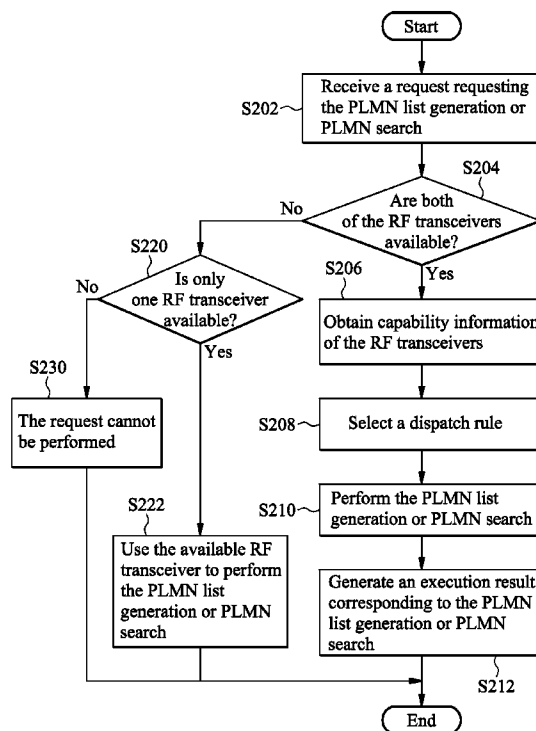 Start
S202
Receive a request requesting
the PLMN list generation or
PLMN search
S204
Are both
of the RF transceivers
available?
No
Yes
S220
Is only
one RF transceiver
available?
No
Yes
S206
Obtain capability information
of the RF transceivers
S230
The request cannot
be performed
S208
Select a dispatch rule
S210
Perform the PLMN list
generation or PLMN search
S222
Use the available RF
transceiver to perform
the PLMN list
generation or PLMN
search
Generate an execution result
corresponding to the PLMN
list generation or PLMN
search
S212
End